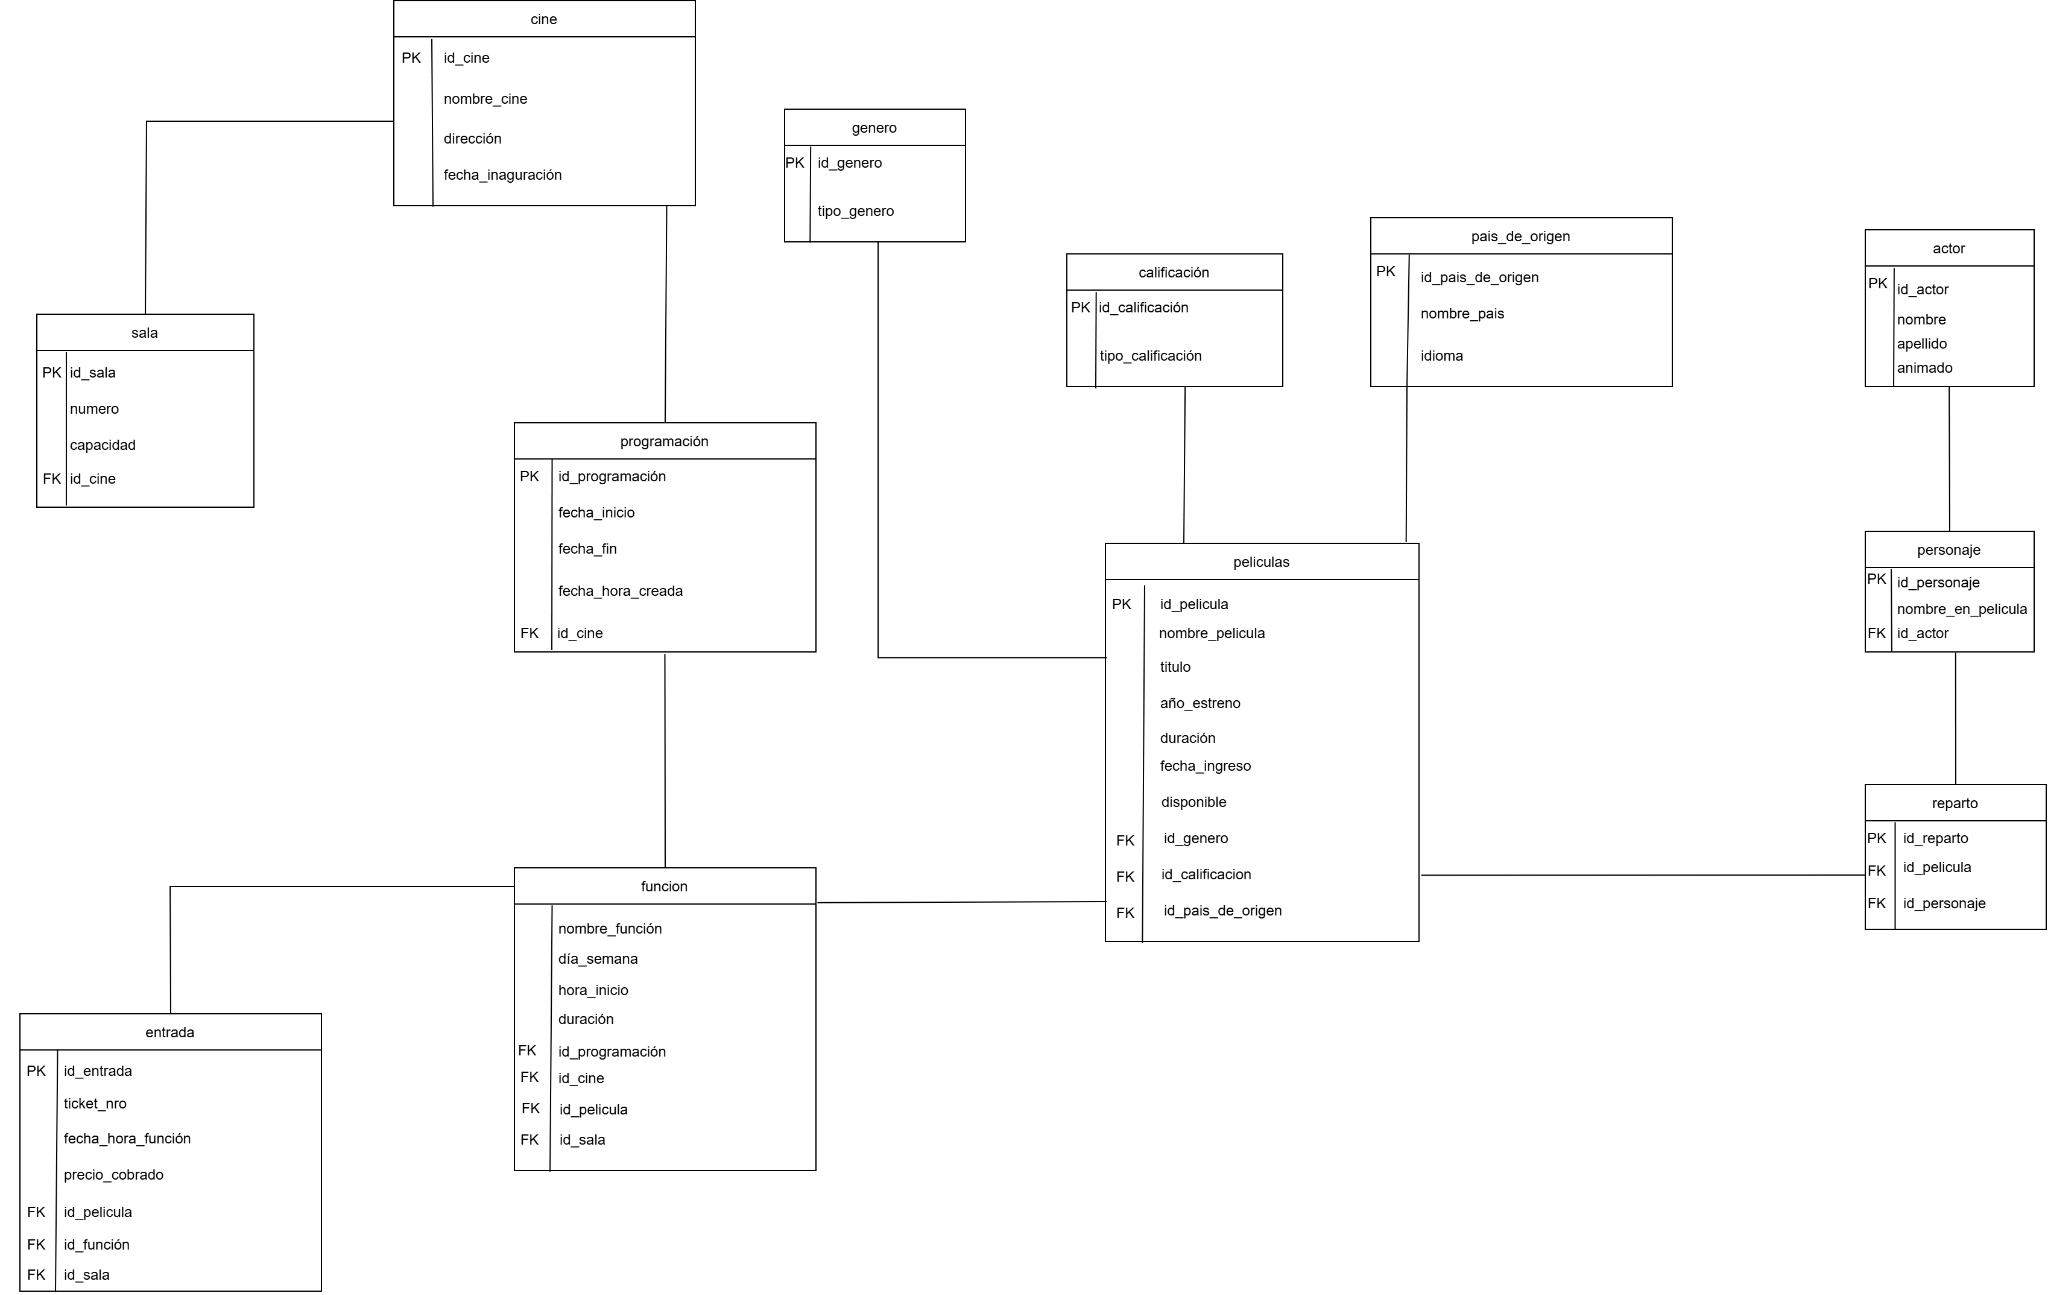 cine
PK id_cine
nombre_cine
dirección
fecha_inaguración
genero
PK id_genero
tipo_genero
calificación
PK id_calificación
tipo_calificación
pais_de_origen
PK id_pais_de_origen
nombre_pais
idioma
actor
PK id_actor
nombre
apellido
animado
sala
PK id_sala
numero
capacidad
FK id_cine
programación
PK id_programación
fecha_inicio
fecha_fin
fecha_hora_creada
FK id_cine
peliculas
PK id_pelicula
nombre_pelicula
titulo
año_estreno
duración
fecha_ingreso
disponible
FK id_genero
FK id_calificacion
FK id_pais_de_origen
personaje
PK id_personaje
nombre_en_pelicula
FK id_actor
reparto
PK id_reparto
FK id_pelicula
FK id_personaje
funcion
nombre_función
día_semana
hora_inicio
duración
FK id_programación
FK id_cine
FK id_pelicula
FK id_sala
entrada
PK id_entrada
ticket_nro
fecha_hora_función
precio_cobrado
FK id_pelicula
FK id_función
FK id_sala